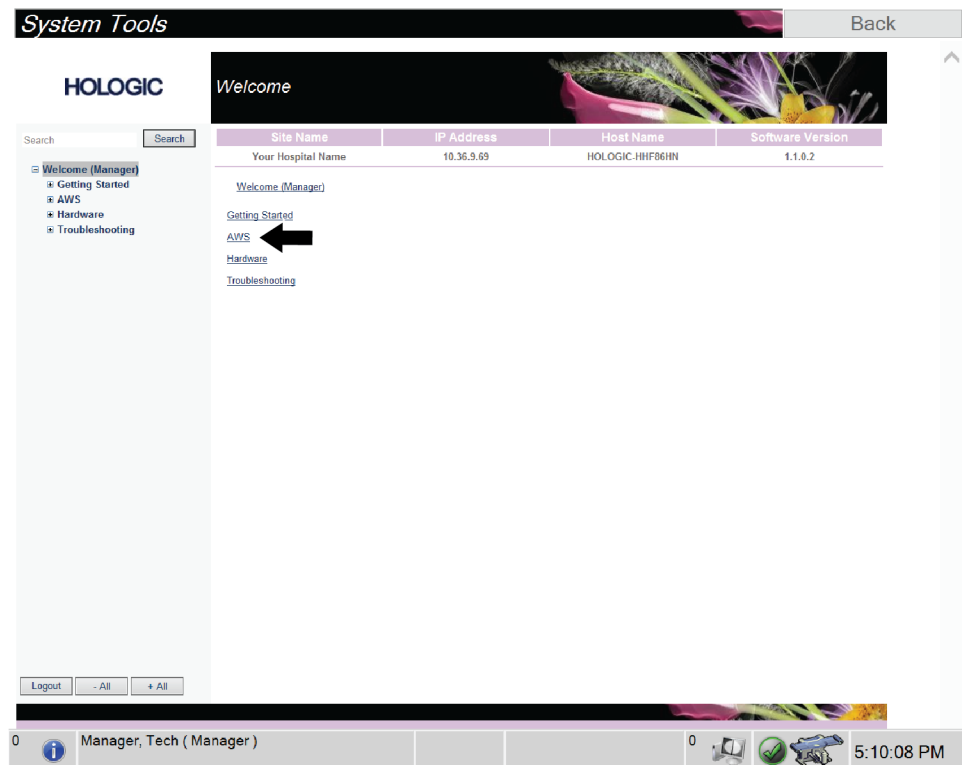 System Tools
Back
HOLOGIC
Welcome
Search
Search
Site Name IP Address Host Name Software Version
Your Hospital Name 10.36.9.69 HOLOGIC-HHF86HN 1.1.0.2
Welcome (Manager)
Getting Started
AWS
Hardware
Troubleshooting
Welcome (Manager)
Getting Started
AWS
Hardware
Troubleshooting
Logout - All + All
0 Manager, Tech ( Manager ) 0 5:10:08 PM